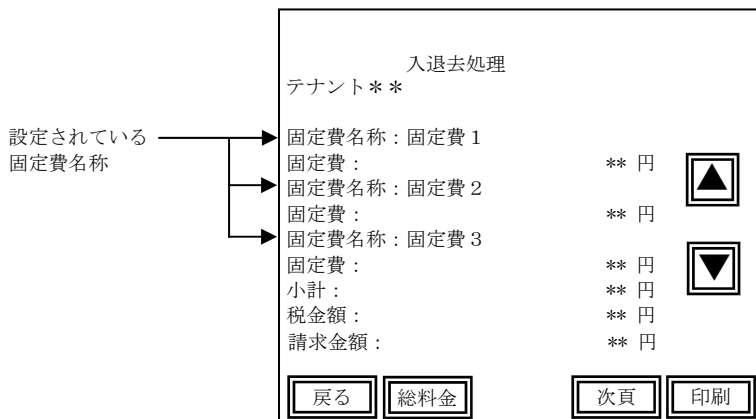 入退去処理
テナント＊＊
設定されている
固定費名称
固定費名称：固定費１
固定費： ** 円
固定費名称：固定費２
固定費： ** 円
固定費名称：固定費３
固定費： ** 円
小計： ** 円
税金額： ** 円
請求金額： ** 円
▲
▼
戻る 総料金 次頁 印刷